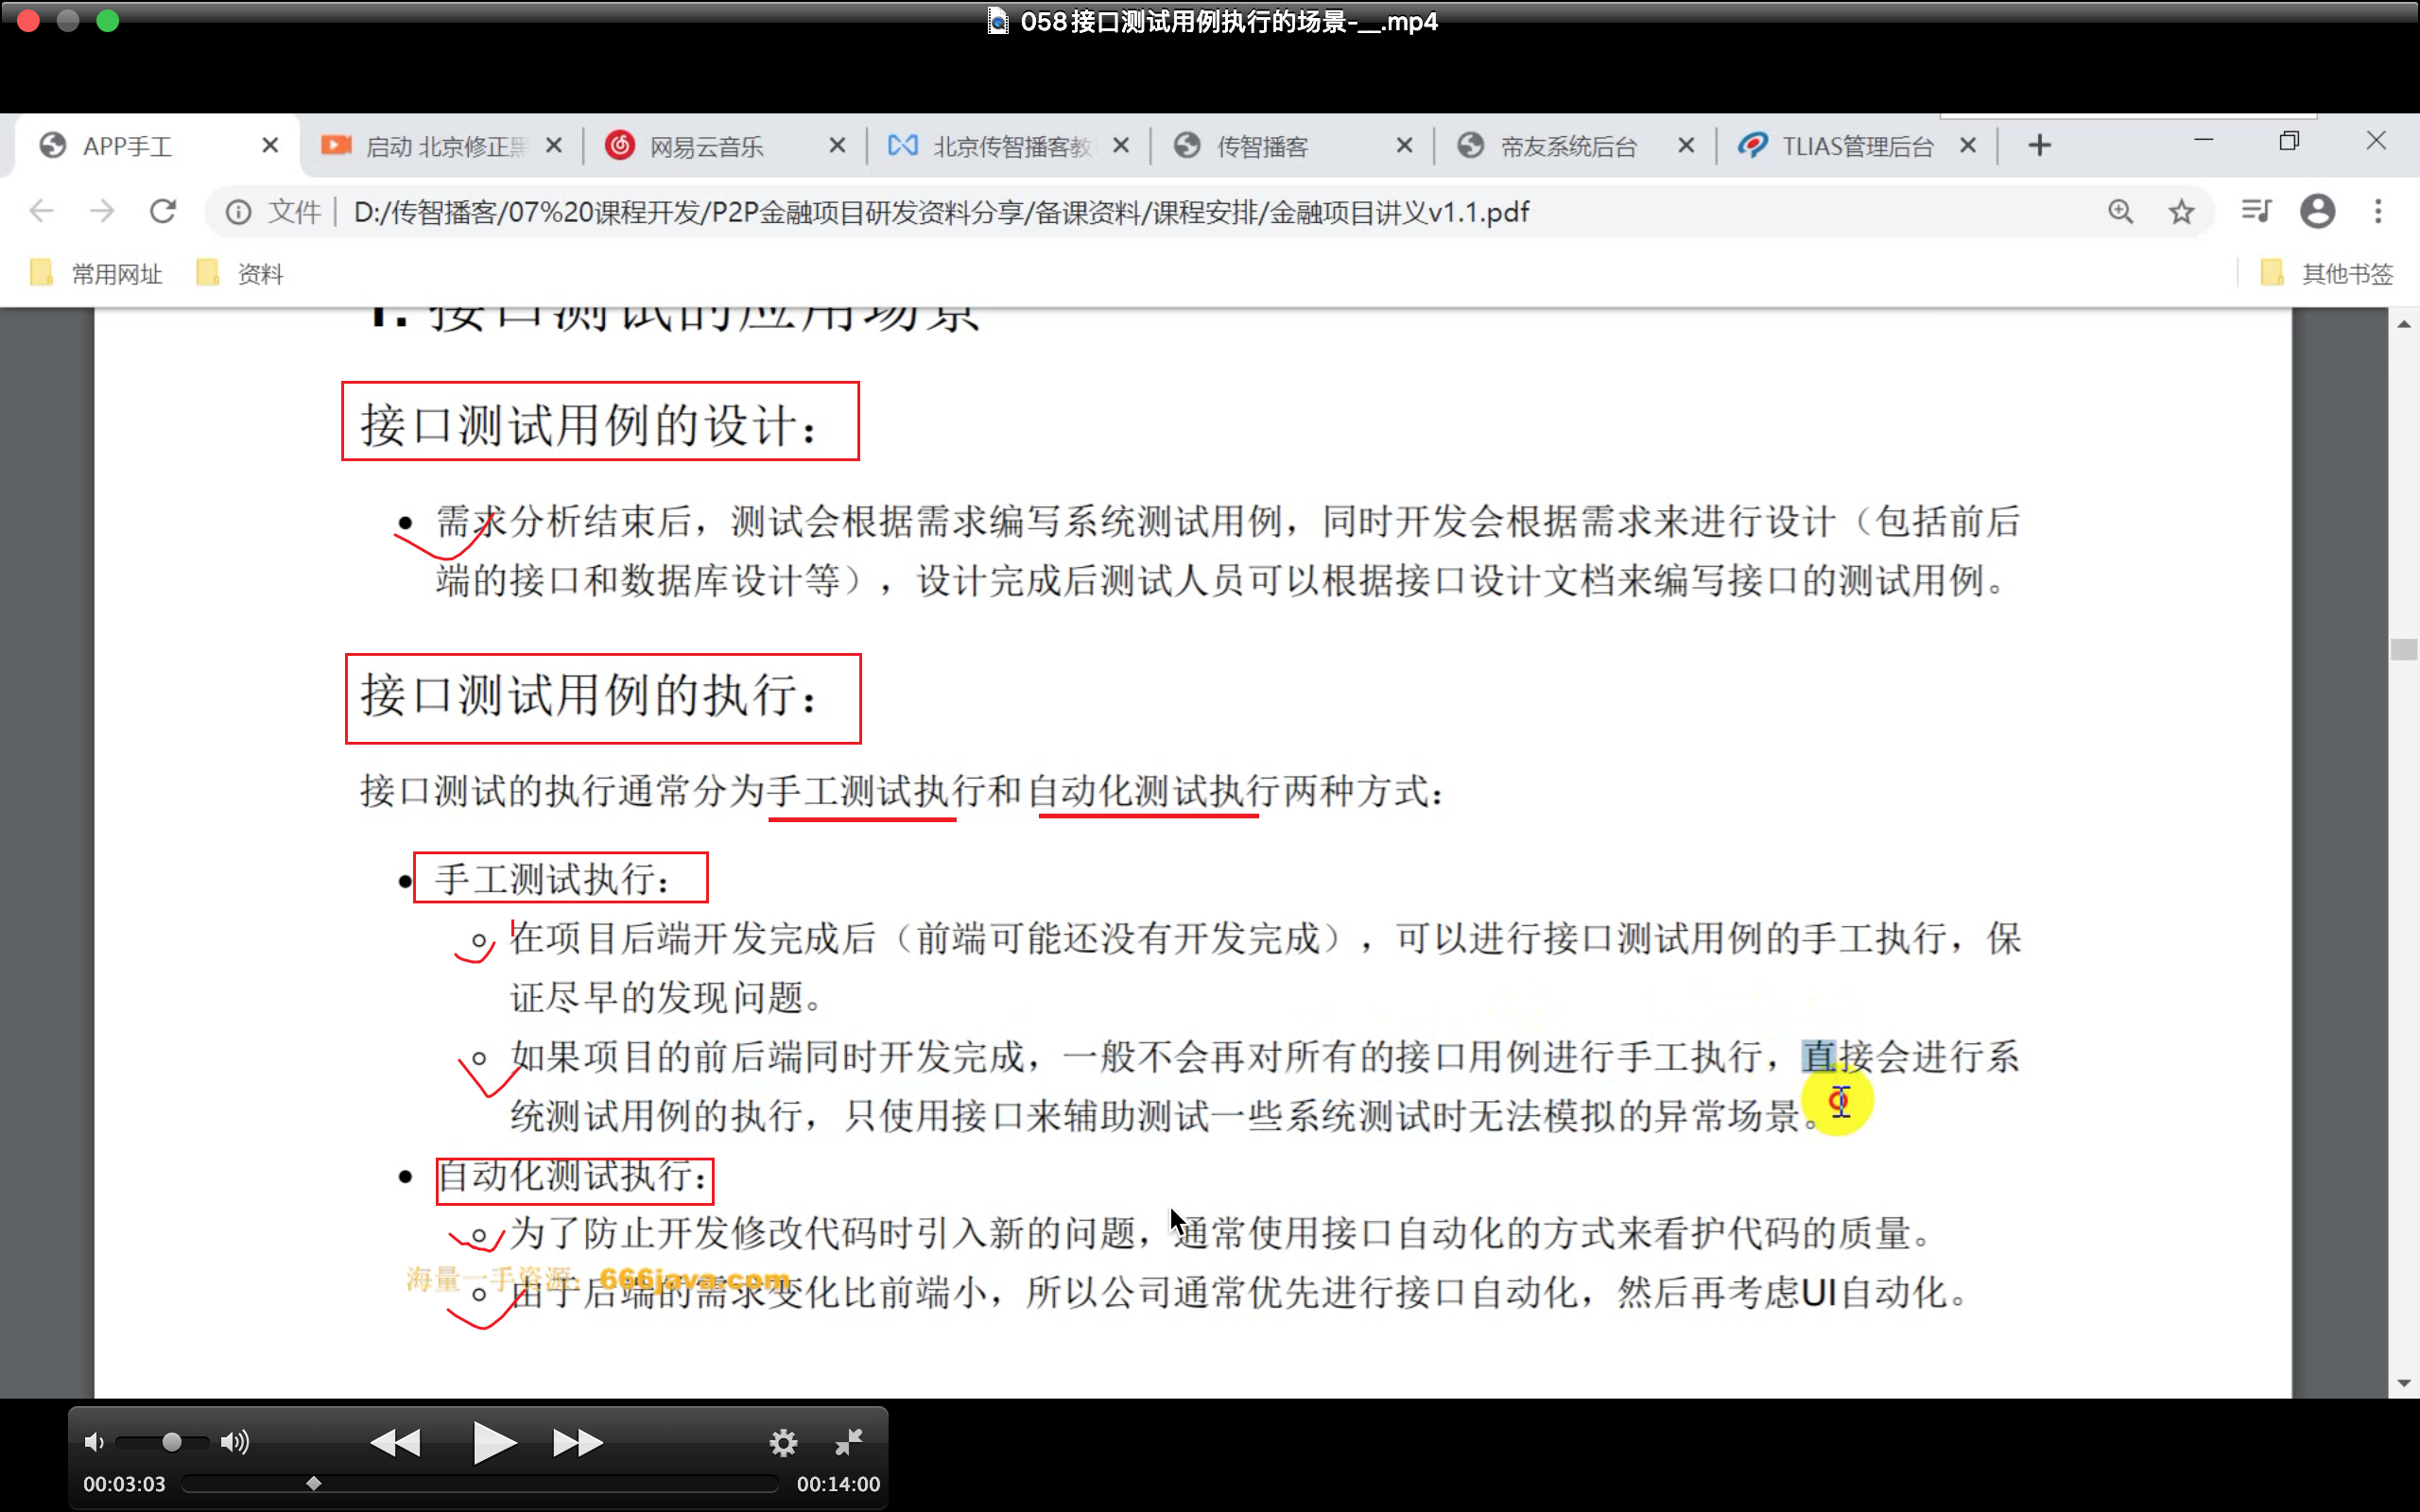 058接口测试用例执行的场景-__.mp4
APP手工
启动 北京修正黑
网易云音乐
北京传智播客教
传智播客
帝友系统后台
TLIAS管理后台
文件
D:/传智播客/07%20课程开发/P2P金融项目研发资料分享/备课资料/课程安排/金融项目讲义v1.1.pdf
常用网址
资料
其他书签
1. 接口测试的应用场景
接口测试用例的设计：
• 需求分析结束后，测试会根据需求编写系统测试用例，同时开发会根据需求来进行设计（包括前后
端的接口和数据库设计等），设计完成后测试人员可以根据接口设计文档来编写接口的测试用例。
接口测试用例的执行：
接口测试的执行通常分为手工测试执行和自动化测试执行两种方式：
• 手工测试执行：
◦ 在项目后端开发完成后（前端可能还没有开发完成），可以进行接口测试用例的手工执行，保
证尽早的发现问题。
◦ 如果项目的前后端同时开发完成，一般不会再对所有的接口用例进行手工执行，直接会进行系
统测试用例的执行，只使用接口来辅助测试一些系统测试时无法模拟的异常场景。
• 自动化测试执行：
◦ 为了防止开发修改代码时引入新的问题，通常使用接口自动化的方式来看护代码的质量。
海量一手资源：666java.com
◦ 由于后端的需求变化比前端小，所以公司通常优先进行接口自动化，然后再考虑UI自动化。
00:03:03
00:14:00